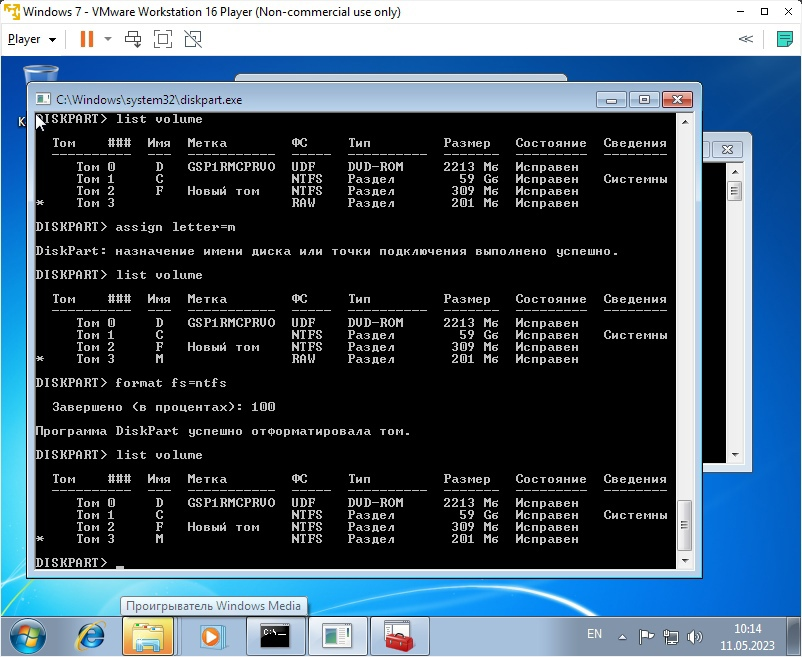 Windows 7 - VMware Workstation 16 Player (Non-commercial use only)
Player
C:\Windows\system32\diskpart.exe
DISKPART> list volume
Том ### Имя Метка ФС Тип Размер Состояние Сведения
Том 0 D GSP1RMCPRVO UDF DVD-ROM 2213 Мб Исправен
Том 1 C NTFS Раздел 59 Gб Исправен Системны
Том 2 F Новый том NTFS Раздел 309 Мб Исправен
* Том 3 RAW Раздел 201 Мб Исправен
DISKPART> assign letter=m
DiskPart: назначение имени диска или точки подключения выполнено успешно.
DISKPART> list volume
Том ### Имя Метка ФС Тип Размер Состояние Сведения
Том 0 D GSP1RMCPRVO UDF DVD-ROM 2213 Мб Исправен
Том 1 C NTFS Раздел 59 Gб Исправен Системны
Том 2 F Новый том NTFS Раздел 309 Мб Исправен
* Том 3 M RAW Раздел 201 Мб Исправен
DISKPART> format fs=ntfs
Завершено (в процентах): 100
Программа DiskPart успешно отформатировала том.
DISKPART> list volume
Том ### Имя Метка ФС Тип Размер Состояние Сведения
Том 0 D GSP1RMCPRVO UDF DVD-ROM 2213 Мб Исправен
Том 1 C NTFS Раздел 59 Gб Исправен Системны
Том 2 F Новый том NTFS Раздел 309 Мб Исправен
* Том 3 M NTFS Раздел 201 Мб Исправен
DISKPART> _
Проигрыватель Windows Media
EN
10:14
11.05.2023